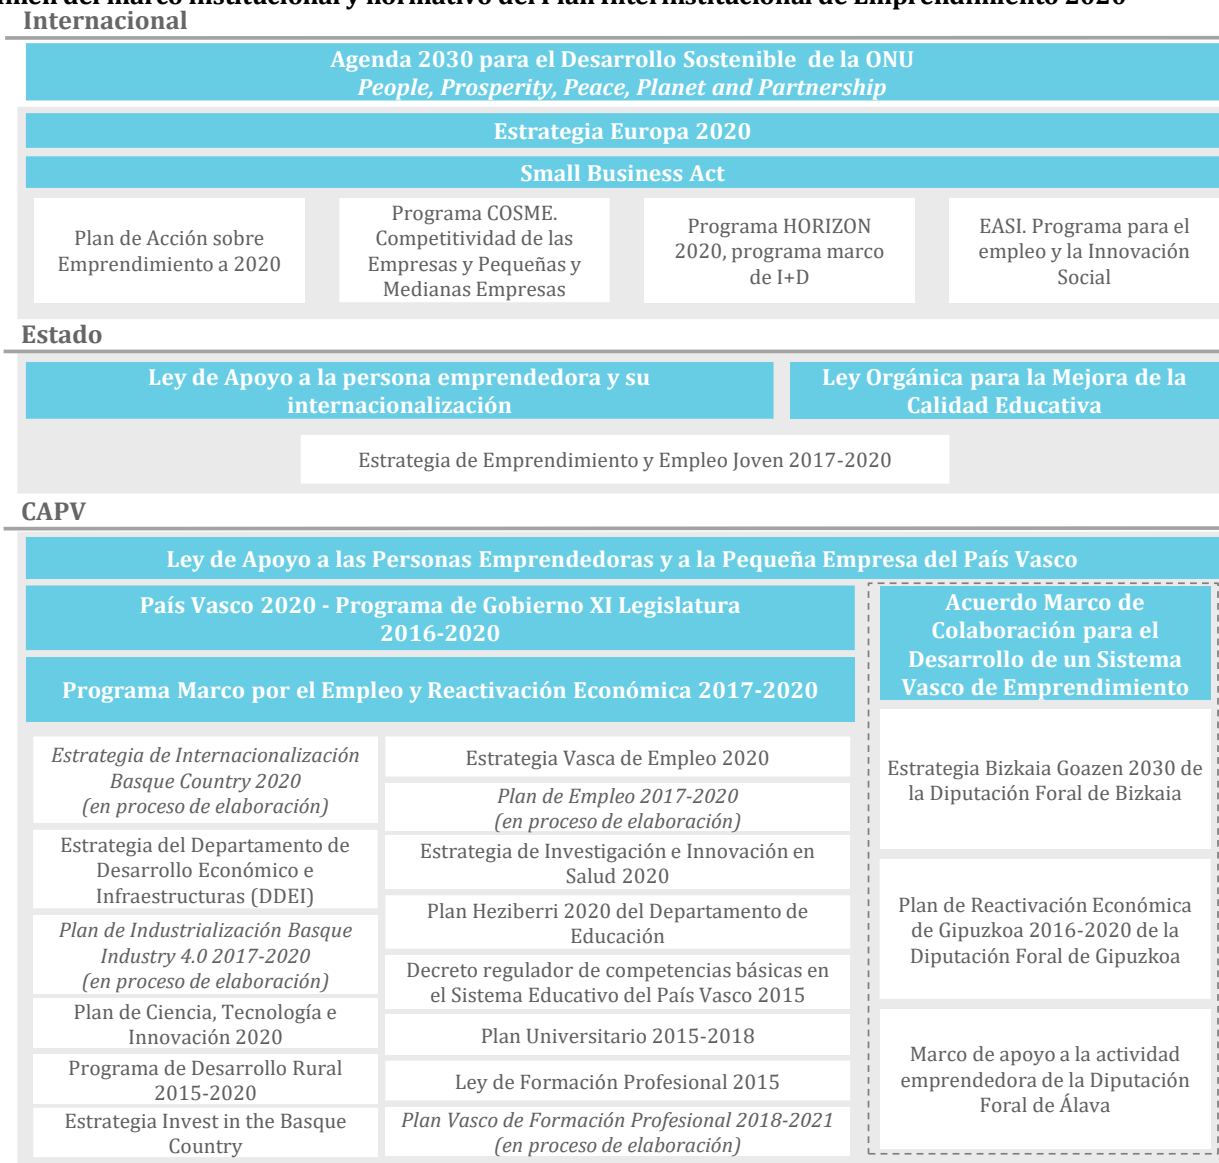 del marco institucional y normativo del Plan Interinstitucional de Emprendimiento 2020
Internacional
Agenda 2030 para el Desarrollo Sostenible de la ONU
People, Prosperity, Peace, Planet and Partnership
Estrategia Europa 2020
Small Business Act
Plan de Acción sobre
Emprendimiento a 2020
Programa COSME.
Competitividad de las
Empresas y Pequeñas y
Medianas Empresas
Programa HORIZON
2020, programa marco
de I+D
EASI. Programa para el
empleo y la Innovación
Social
Estado
Ley de Apoyo a la persona emprendedora y su
internacionalización
Ley Orgánica para la Mejora de la
Calidad Educativa
Estrategia de Emprendimiento y Empleo Joven 2017-2020
CAPV
Ley de Apoyo a las Personas Emprendedoras y a la Pequeña Empresa del País Vasco
País Vasco 2020 - Programa de Gobierno XI Legislatura
2016-2020
Programa Marco por el Empleo y Reactivación Económica 2017-2020
Estrategia de Internacionalización
Basque Country 2020
(en proceso de elaboración)
Estrategia del Departamento de
Desarrollo Económico e
Infraestructuras (DDEI)
Plan de Industrialización Basque
Industry 4.0 2017-2020
(en proceso de elaboración)
Plan de Ciencia, Tecnología e
Innovación 2020
Programa de Desarrollo Rural
2015-2020
Estrategia Invest in the Basque
Country
Estrategia Vasca de Empleo 2020
Plan de Empleo 2017-2020
(en proceso de elaboración)
Estrategia de Investigación e Innovación en
Salud 2020
Plan Heziberri 2020 del Departamento de
Educación
Decreto regulador de competencias básicas en
el Sistema Educativo del País Vasco 2015
Plan Universitario 2015-2018
Ley de Formación Profesional 2015
Plan Vasco de Formación Profesional 2018-2021
(en proceso de elaboración)
Acuerdo Marco de
Colaboración para el
Desarrollo de un Sistema
Vasco de Emprendimiento
Estrategia Bizkaia Goazen 2030 de
la Diputación Foral de Bizkaia
Plan de Reactivación Económica
de Gipuzkoa 2016-2020 de la
Diputación Foral de Gipuzkoa
Marco de apoyo a la actividad
emprendedora de la Diputación
Foral de Álava